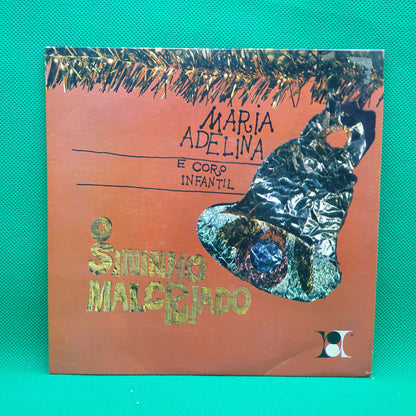 MARIA
ADELINA
E CORO
INFANTIL
O
SININHO
MALCRIADO